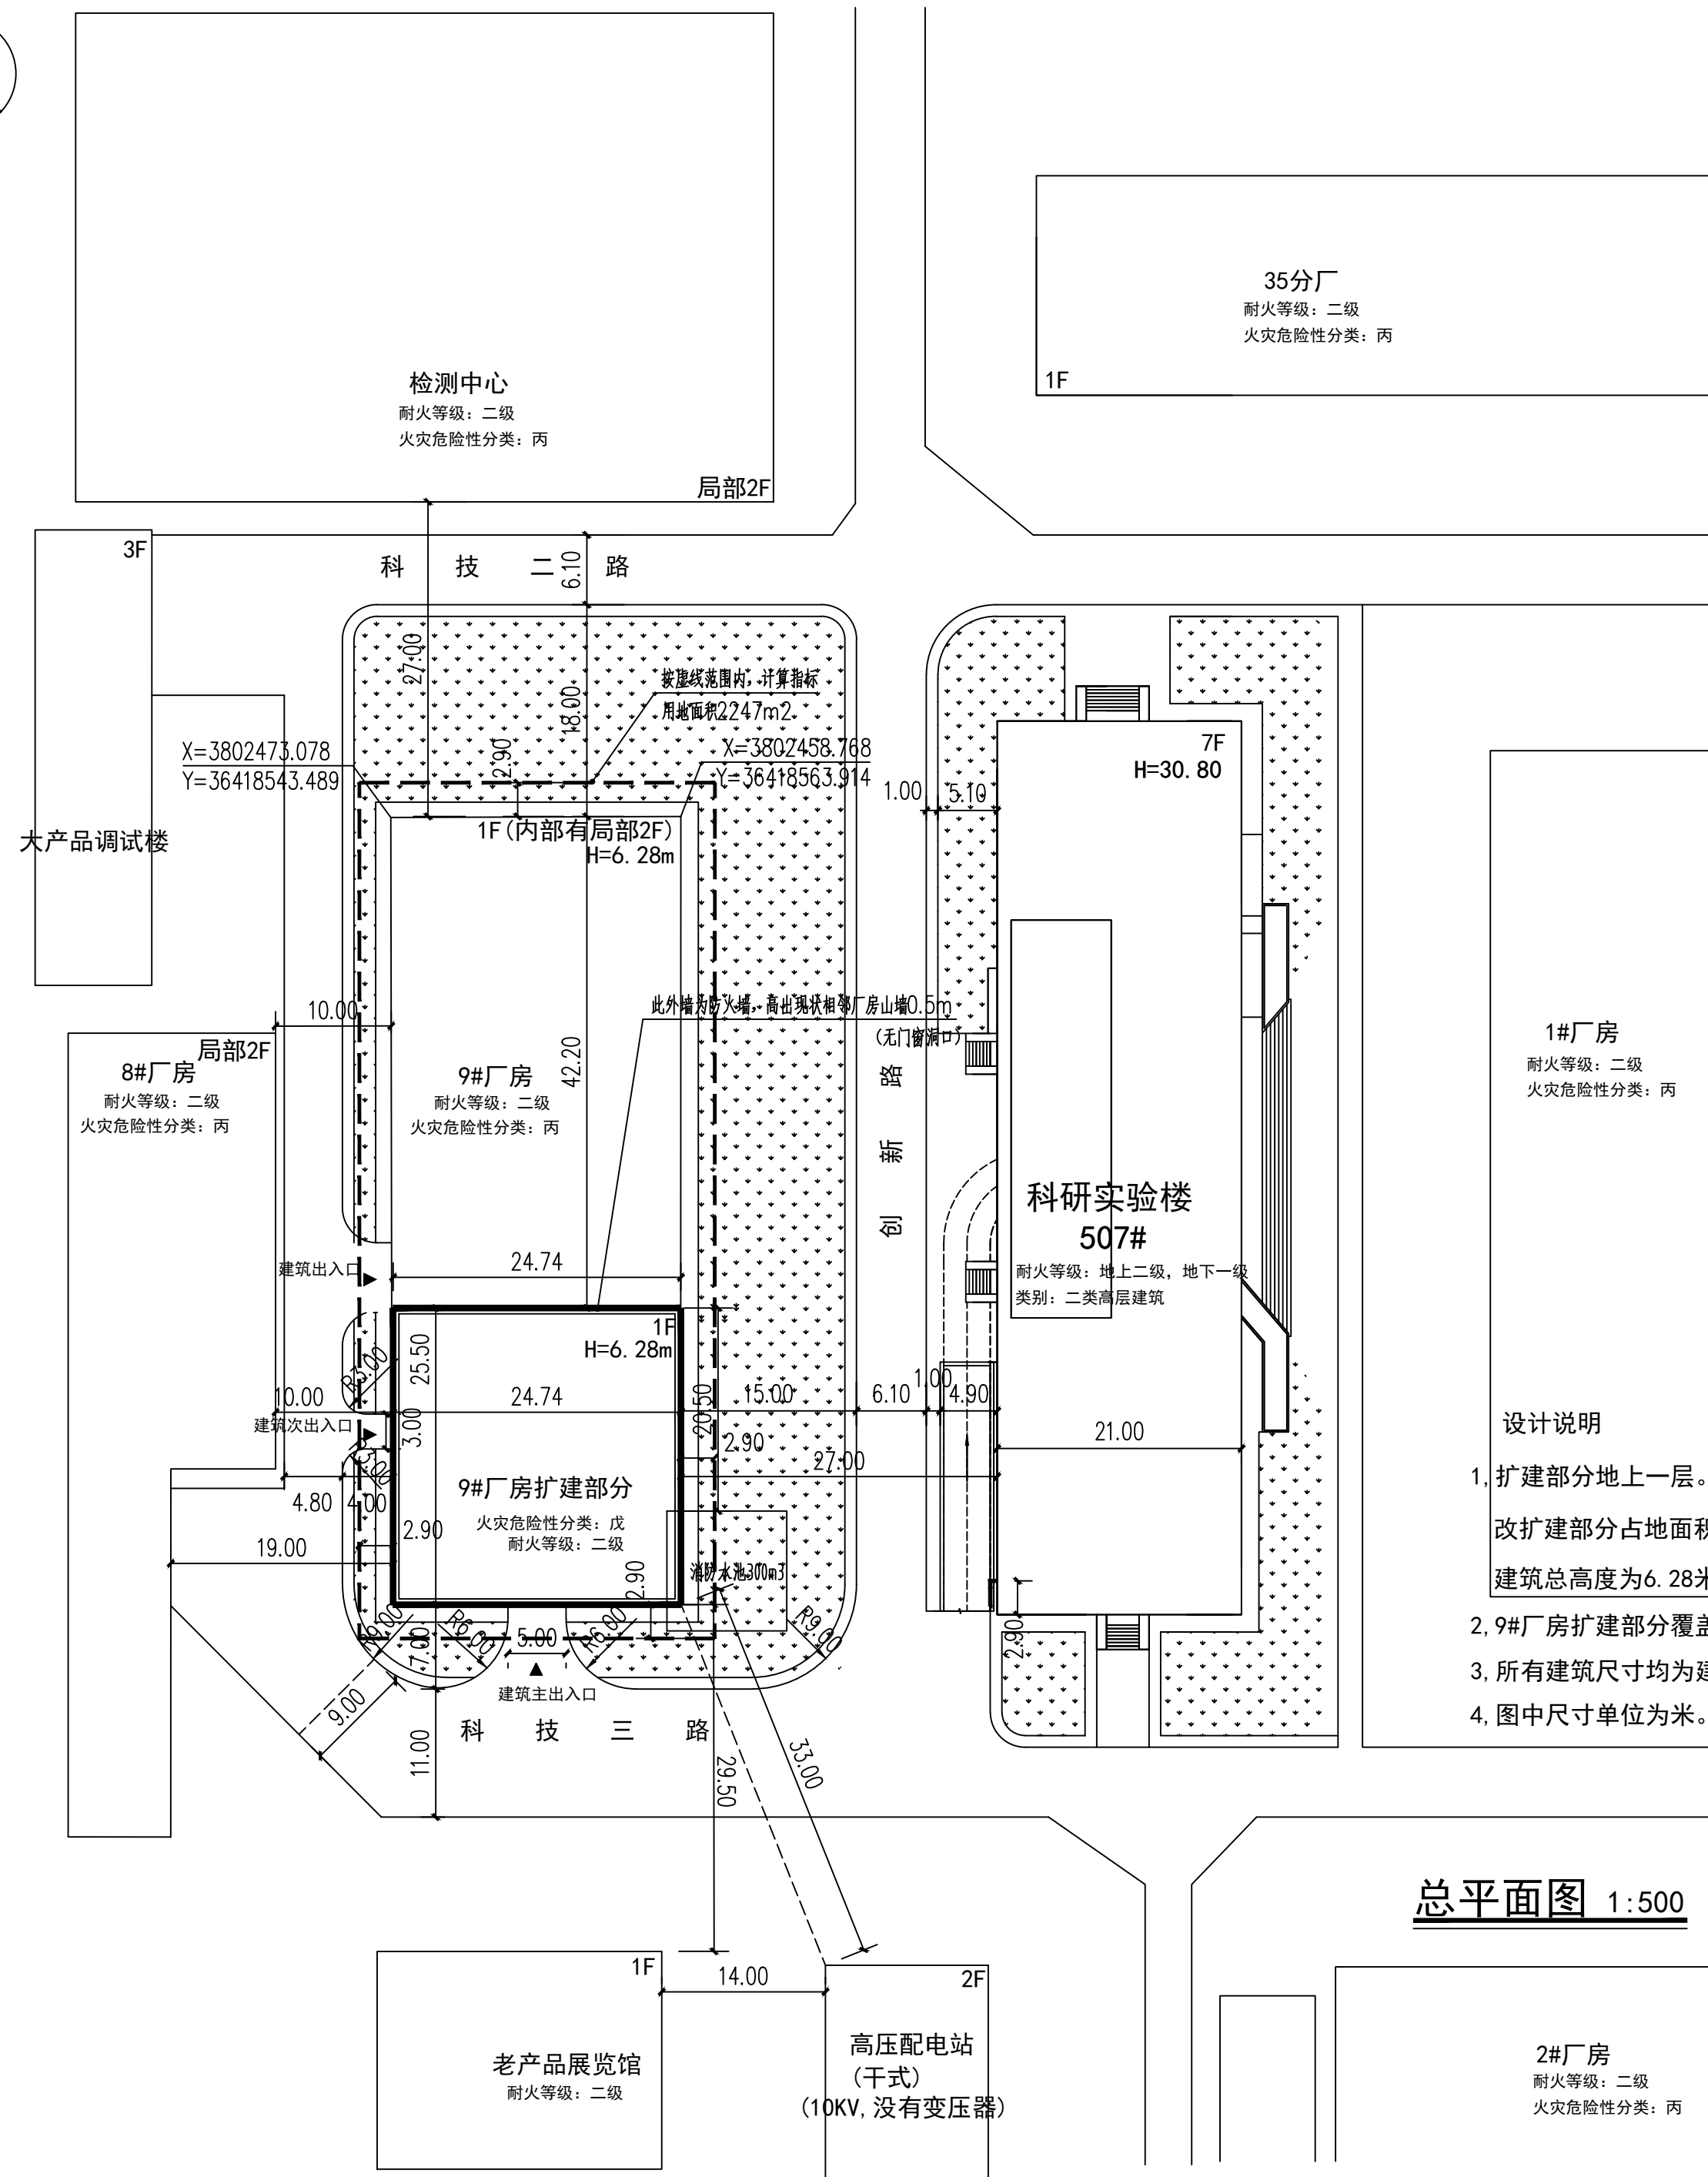 35分厂
耐火等级：二级
火灾危险性分类：丙
1F
检测中心
耐火等级：二级
火灾危险性分类：丙
局部2F
3F
科 技 二 路
6.10
27.00
18.00
按虚线范围内，计算指标
用地面积2247m2
2.90
X=3802473.078
Y=36418543.489
X=3802458.768
Y=36418563.914
7F
H=30.80
1.00
5.10
大产品调试楼
1F(内部有局部2F)
H=6.28m
10.00
此外墙为防火墙，高出现状相邻厂房山墙0.5m
(无门窗洞口)
局部2F
8#厂房
耐火等级：二级
火灾危险性分类：丙
9#厂房
耐火等级：二级
火灾危险性分类：丙
42.20
创 新 路
1#厂房
耐火等级：二级
火灾危险性分类：丙
科研实验楼
507#
耐火等级：地上二级，地下一级
类别：二类高层建筑
建筑出入口
24.74
1F
H=6.28m
25.50
R3.00
10.00
24.74
20.50
15.00
6.10
1.00
4.90
建筑次出入口
3.00
2.90
21.00
27.00
R3.00
设计说明
4.80
4.00
9#厂房扩建部分
火灾危险性分类：戊
耐火等级：二级
1,扩建部分地上一层。
改扩建部分占地面积
建筑总高度为6.28米
2,9#厂房扩建部分覆盖
3,所有建筑尺寸均为建
4,图中尺寸单位为米。
2.90
19.00
2.90
消防水池300m3
R9.00
7.00
R6.00
5.00
R6.00
R9.00
2.90
建筑主出入口
9.00
科 技 三 路
11.00
29.50
33.00
总平面图 1:500
1F
14.00
2F
老产品展览馆
耐火等级：二级
高压配电站
(干式)
(10KV,没有变压器)
2#厂房
耐火等级：二级
火灾危险性分类：丙